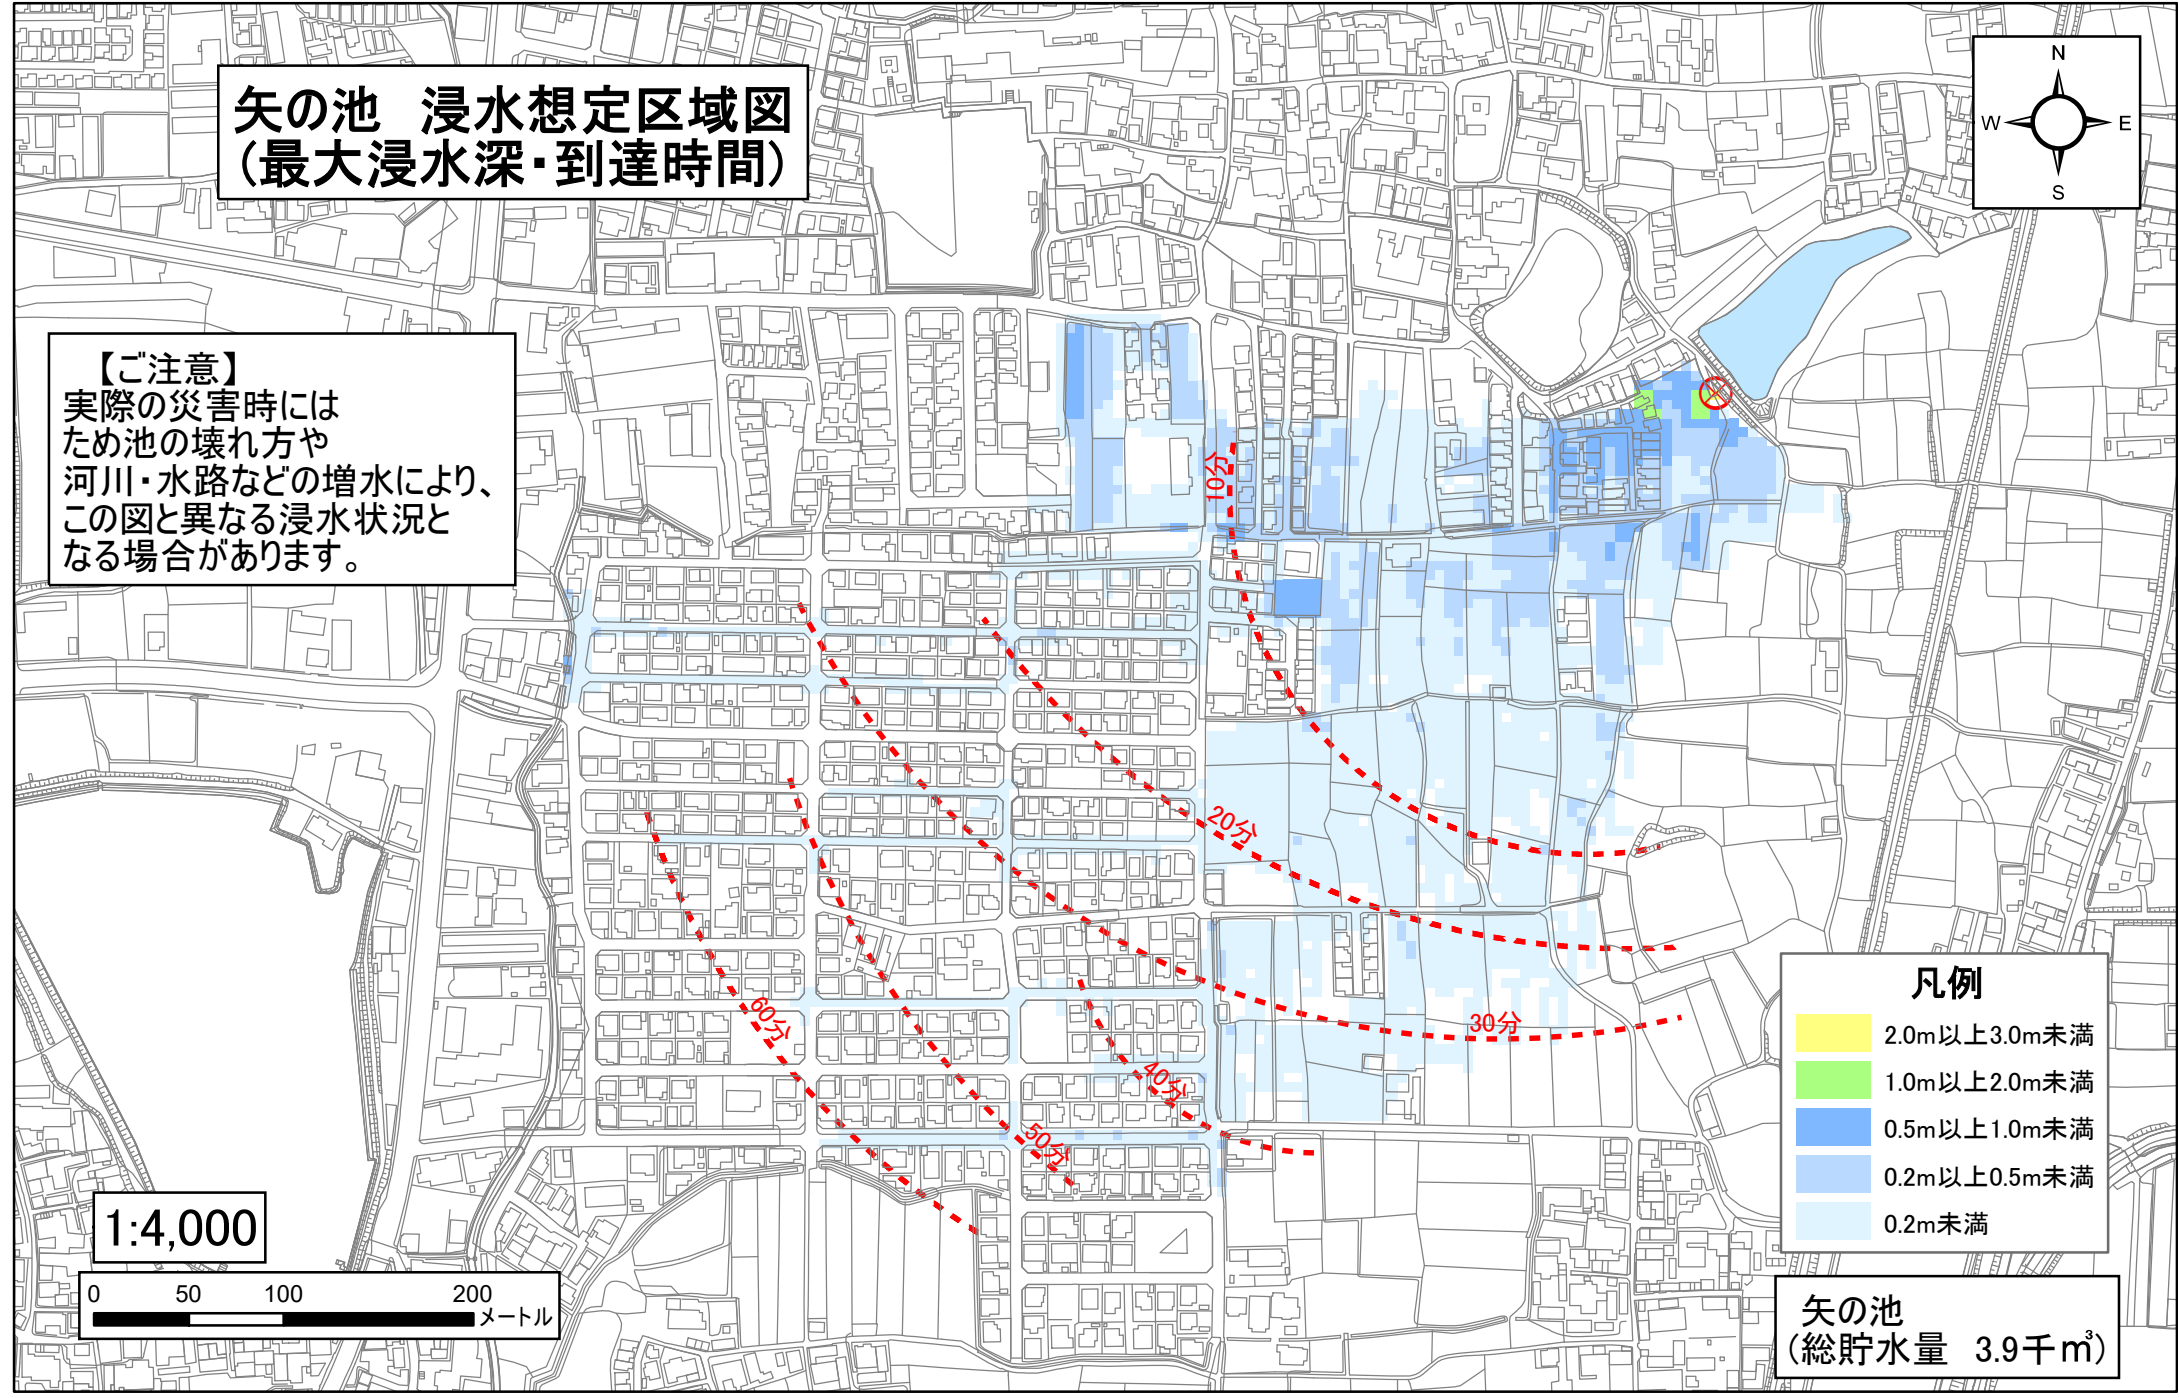 矢の池　浸水想定区域図
（最大浸水深・到達時間）
N
W
E
S
【ご注意】
実際の災害時には
ため池の壊れ方や
河川・水路などの増水により、
この図と異なる浸水状況と
なる場合があります。
10分
20分
30分
40分
50分
60分
凡例
2.0m以上3.0m未満
1.0m以上2.0m未満
0.5m以上1.0m未満
0.2m以上0.5m未満
0.2m未満
1:4,000
0 50 100 200
メートル
矢の池
（総貯水量　3.9千㎥）